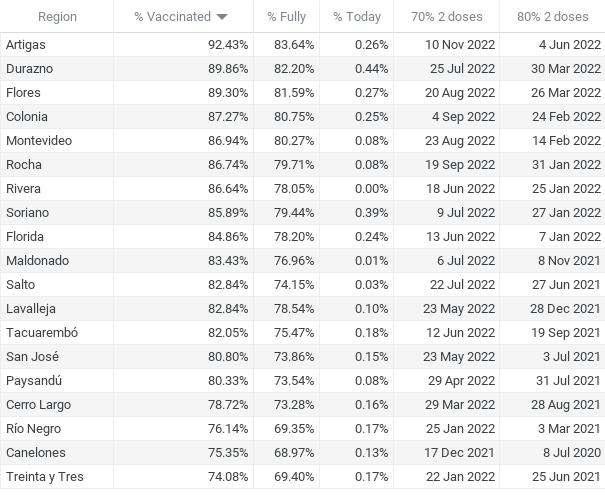 Region % Vaccinated % Fully % Today 70% 2 doses 80% 2 doses
Artigas 92.43% 83.64% 0.26% 10 Nov 2022 4 Jun 2022
Durazno 89.86% 82.20% 0.44% 25 Jul 2022 30 Mar 2022
Flores 89.30% 81.59% 0.27% 20 Aug 2022 26 Mar 2022
Colonia 87.27% 80.75% 0.25% 4 Sep 2022 24 Feb 2022
Montevideo 86.94% 80.27% 0.08% 23 Aug 2022 14 Feb 2022
Rocha 86.74% 79.71% 0.08% 19 Sep 2022 31 Jan 2022
Rivera 86.64% 78.05% 0.00% 18 Jun 2022 25 Jan 2022
Soriano 85.89% 79.44% 0.39% 9 Jul 2022 27 Jan 2022
Florida 84.86% 78.20% 0.24% 13 Jun 2022 7 Jan 2022
Maldonado 83.43% 76.96% 0.01% 6 Jul 2022 8 Nov 2021
Salto 82.84% 74.15% 0.03% 22 Jul 2022 27 Jun 2021
Lavalleja 82.84% 78.54% 0.10% 23 May 2022 28 Dec 2021
Tacuarembó 82.05% 75.47% 0.18% 12 Jun 2022 19 Sep 2021
San José 80.80% 73.86% 0.15% 23 May 2022 3 Jul 2021
Paysandú 80.33% 73.54% 0.08% 29 Apr 2022 31 Jul 2021
Cerro Largo 78.72% 73.28% 0.16% 29 Mar 2022 28 Aug 2021
Río Negro 76.14% 69.35% 0.17% 25 Jan 2022 3 Mar 2021
Canelones 75.35% 68.97% 0.13% 17 Dec 2021 8 Jul 2020
Treinta y Tres 74.08% 69.40% 0.17% 22 Jan 2022 25 Jun 2021